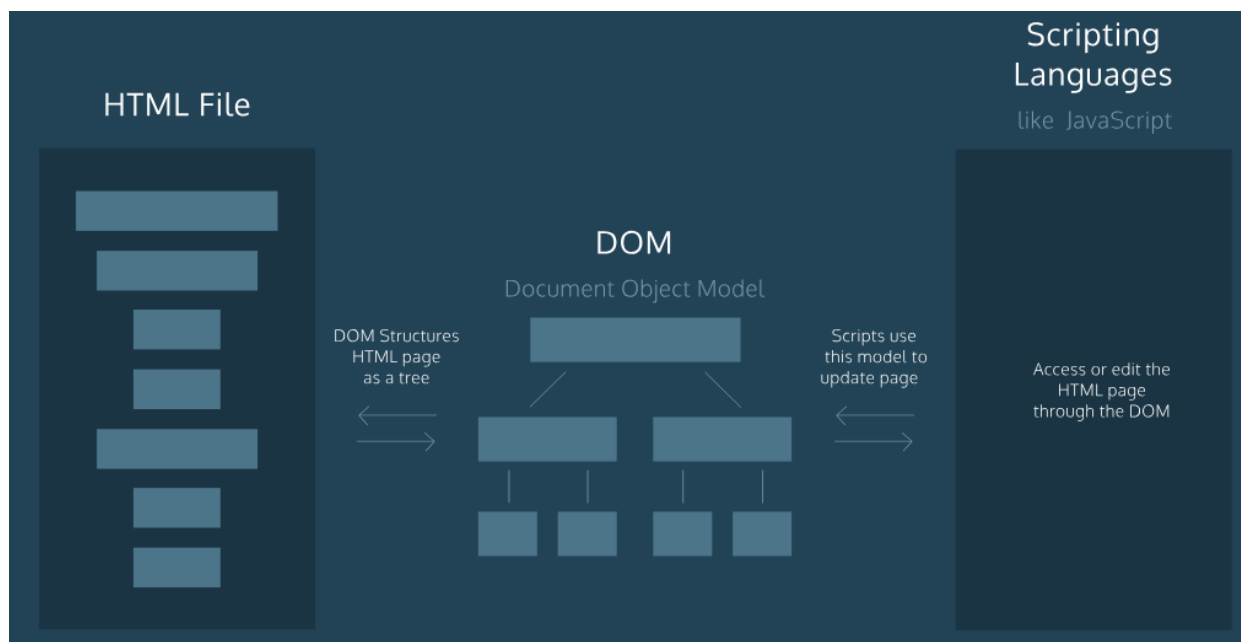 HTML File
DOM Structures
HTML page
as a tree
DOM
Document Object Model
Scripts use
this model to
update page
Scripting
Languages
like JavaScript
Access or edit the
HTML page
through the DOM